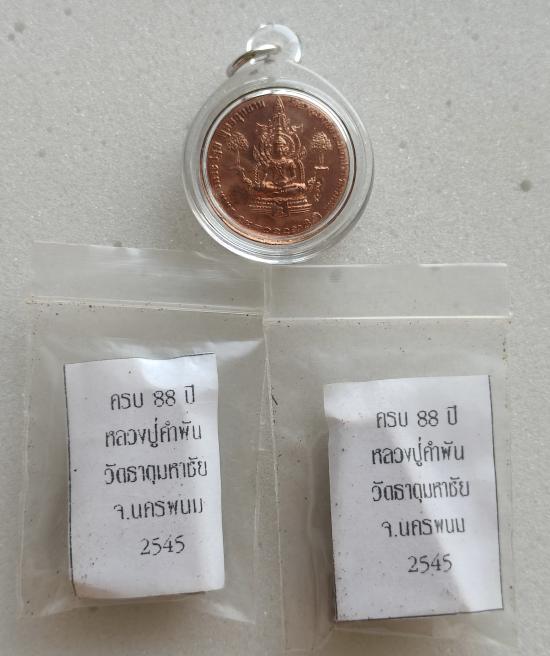 ครบ 88 ปี
หลวงปู่คำพัน
วัดธาตุมหาชัย
จ.นครพนม
2545
ครบ 88 ปี
หลวงปู่คำพัน
วัดธาตุมหาชัย
จ.นครพนม
2545